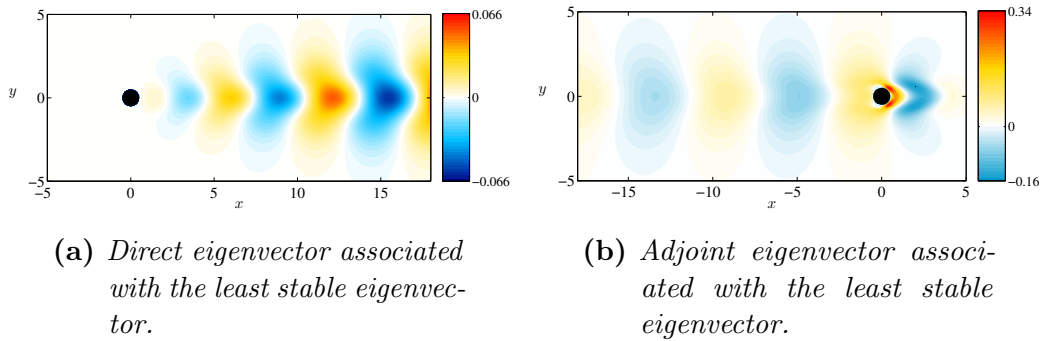 5
y
0
−5
−5
0
5
10
15
x
0.066
0
−0.066
5
y
0
−5
−15
−10
−5
0
5
x
0.34
0
−0.16
(a) Direct eigenvector associated
with the least stable eigenvec-
tor.
(b) Adjoint eigenvector associ-
ated with the least stable
eigenvector.